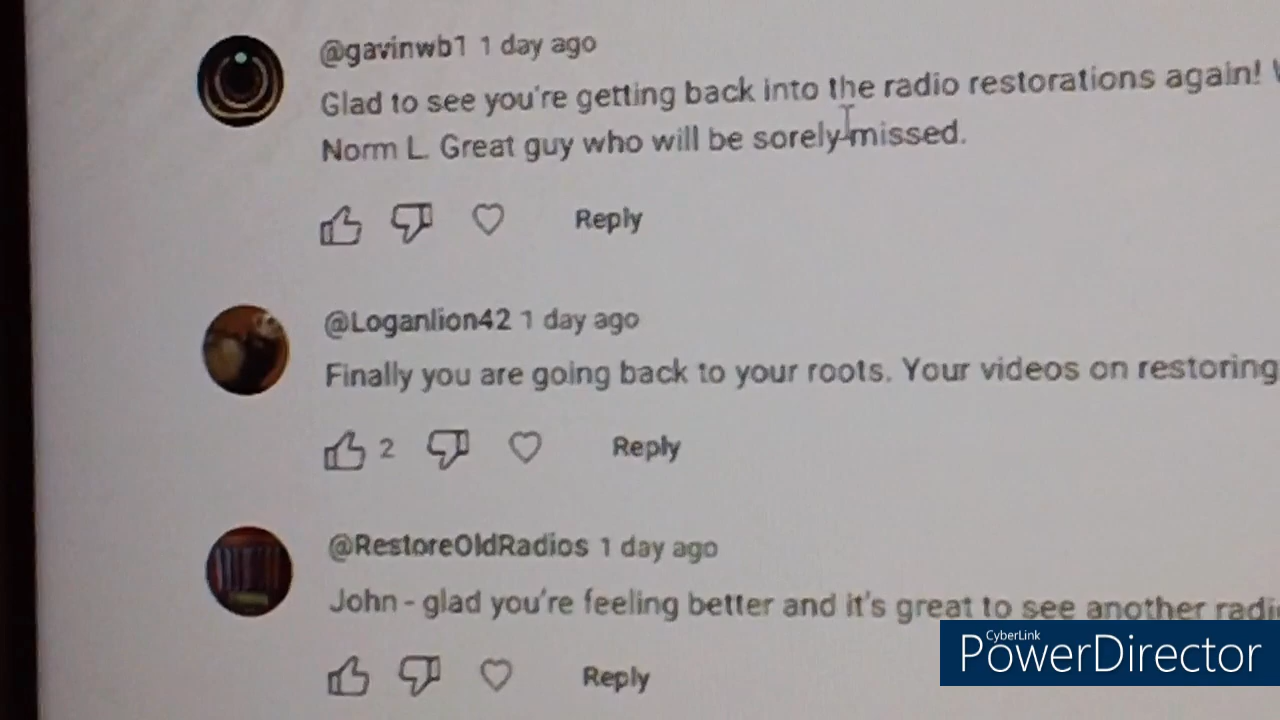 @gavinwb1 1 day ago
Glad to see you're getting back into the radio restorations again!
Norm L. Great guy who will be sorely missed.
Reply
@Loganlion42 1 day ago
Finally you are going back to your roots. Your videos on restoring
2
Reply
@RestoreOldRadios 1 day ago
John - glad you're feeling better and it's great to see another
Reply
CyberLink
PowerDirector